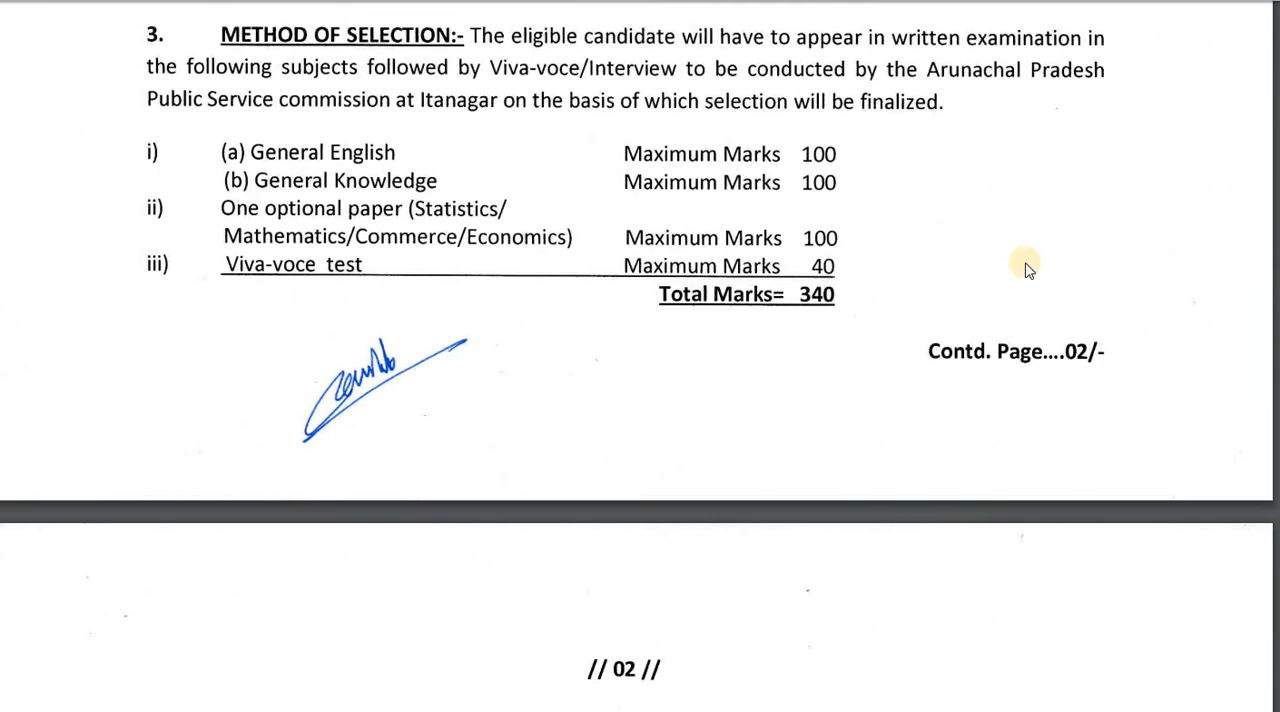 3. METHOD OF SELECTION:- The eligible candidate will have to appear in written examination in
the following subjects followed by Viva-voce/Interview to be conducted by the Arunachal Pradesh
Public Service commission at Itanagar on the basis of which selection will be finalized.
i) (a) General English Maximum Marks 100
(b) General Knowledge Maximum Marks 100
ii) One optional paper (Statistics/
Mathematics/Commerce/Economics) Maximum Marks 100
iii) Viva-voce test Maximum Marks 40
Total Marks= 340
Contd. Page....02/-
// 02 //